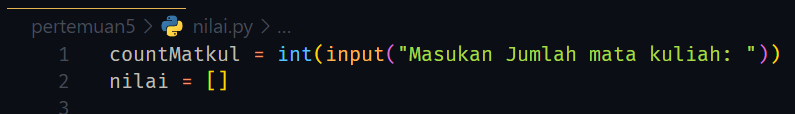 pertemuan5 > nilai.py > ...
1 countMatkul = int(input("Masukan Jumlah mata kuliah: "))
2 nilai = []
3